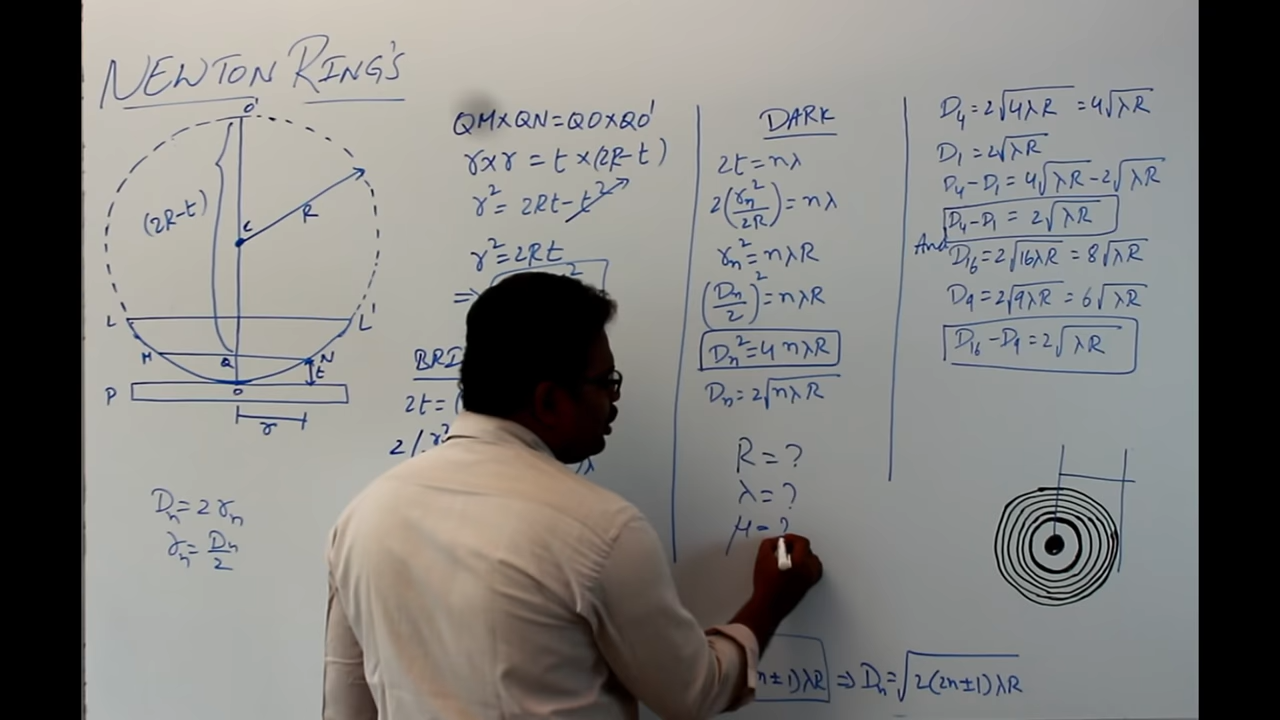 NEWTON RING'S
O'
(2R-t)
C
R
L
L'
M
Q
N
t
P
O
r
Dₙ = 2rₙ
rₙ = Dₙ/2
QM×QN=QO×QO'
r×r = t×(2R-t)
r² = 2Rt-t²
r²=2Rt
⇒
2
BRI
2t=(
2(r²
λ
DARK
2t=nλ
2(rₙ²/2R)=nλ
rₙ²=nλR
(Dₙ/2)²=nλR
Dₙ²=4nλR
Dₙ=2√nλR
R=?
λ=?
μ=?
n±1)λR ⇒ Dₙ=√2(2n±1)λR
D₄=2√4λR =4√λR
D₁=2√λR
D₄-D₁=4√λR-2√λR
D₄-D₁ = 2√λR
And
D₁₆=2√16λR =8√λR
D₉=2√9λR=6√λR
D₁₆-D₉=2√λR